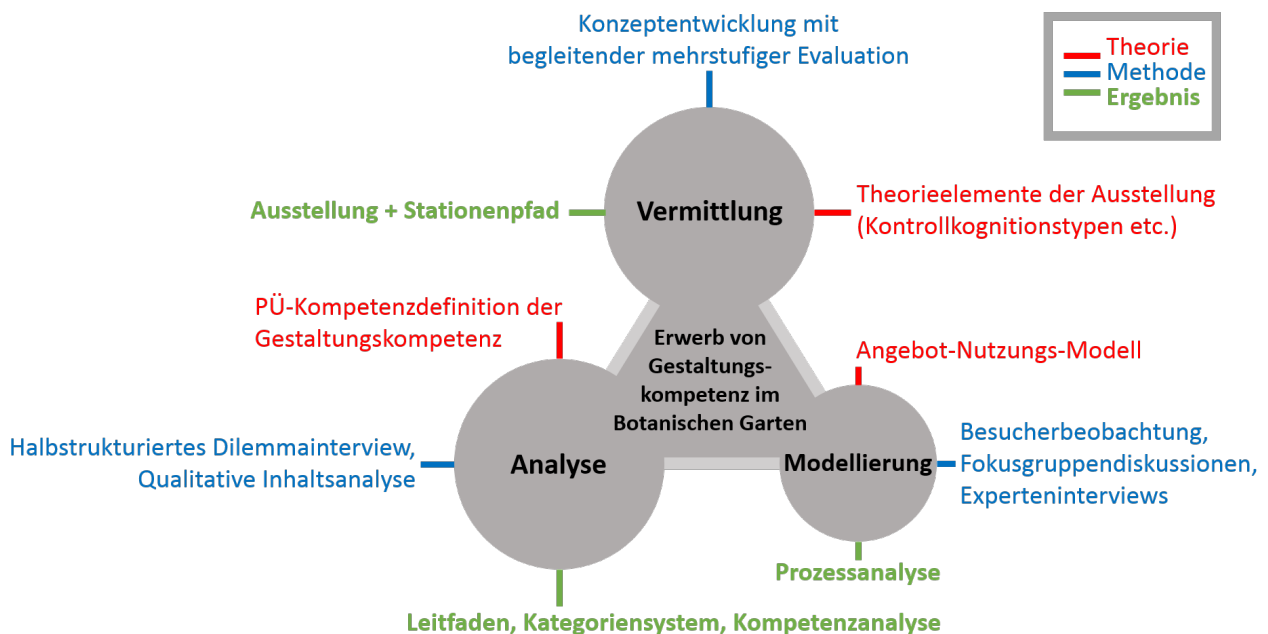 Konzeptentwicklung mit
begleitender mehrstufiger Evaluation
Theorie
Methode
Ergebnis
Ausstellung + Stationenpfad
Vermittlung
Theorieelemente der Ausstellung
(Kontrollkognitionstypen etc.)
PÜ-Kompetenzdefinition der
Gestaltungskompetenz
Erwerb von
Gestaltungs-
kompetenz im
Botanischen Garten
Angebot-Nutzungs-Modell
Halbstrukturiertes Dilemmainterview,
Qualitative Inhaltsanalyse
Analyse
Modellierung
Besucherbeobachtung,
Fokusgruppendiskussionen,
Experteninterviews
Prozessanalyse
Leitfaden, Kategoriensystem, Kompetenzanalyse